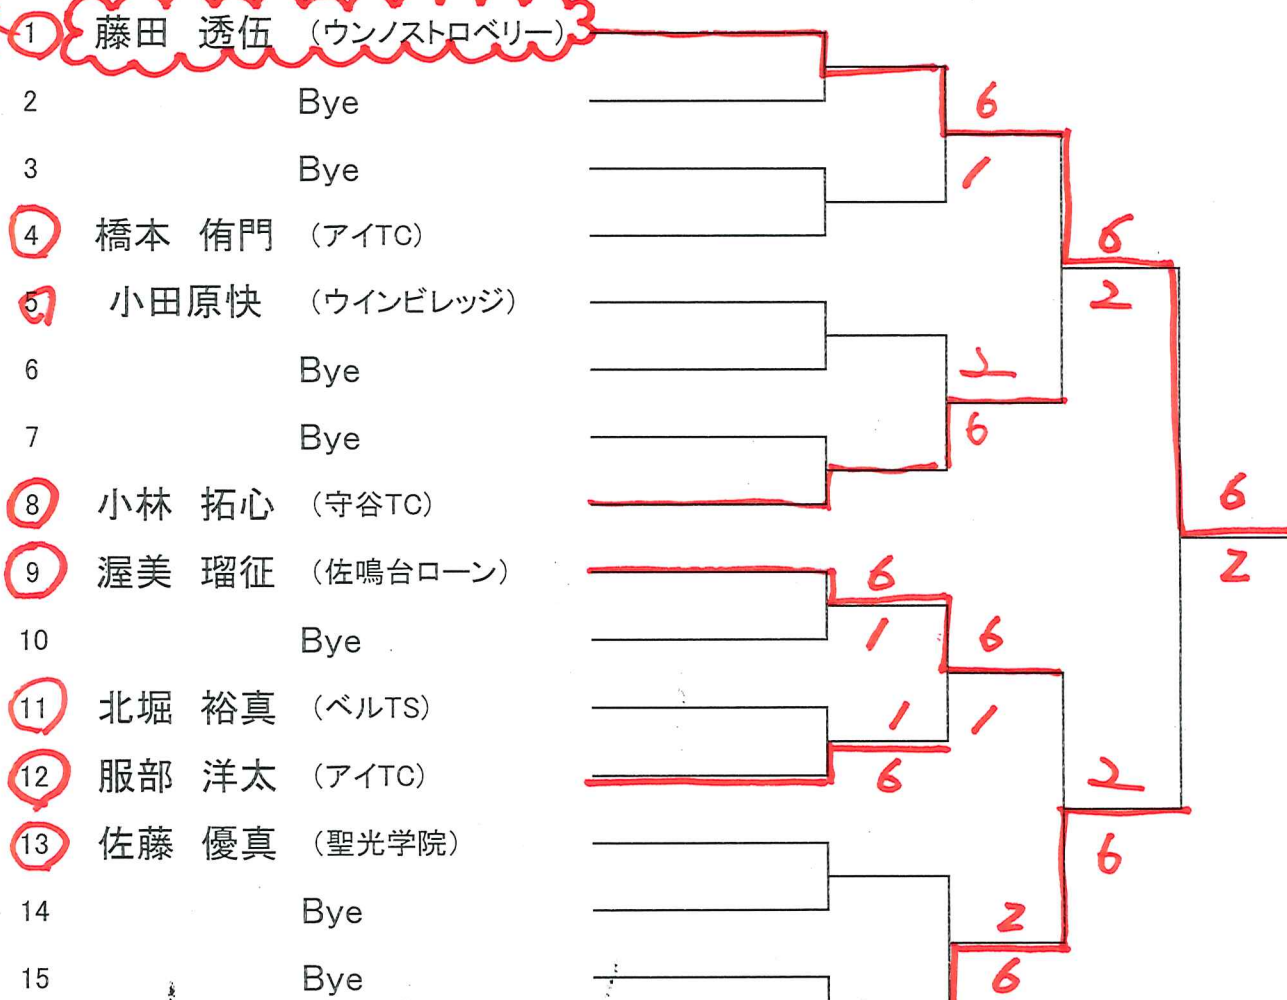 1 藤田 透伍 (ウンノストロベリー)
2 Bye
6
3 Bye
1
4 橋本 侑門 (アイTC)
6
5 小田原快 (ウインビレッジ)
2
6 Bye
2
7 Bye
6
8 小林 拓心 (守谷TC)
6
9 渥美 瑠征 (佐鳴台ローン)
6
2
10 Bye
1
6
11 北堀 裕真 (ベルTS)
1
1
12 服部 洋太 (アイTC)
6
2
13 佐藤 優真 (聖光学院)
6
14 Bye
2
15 Bye
6